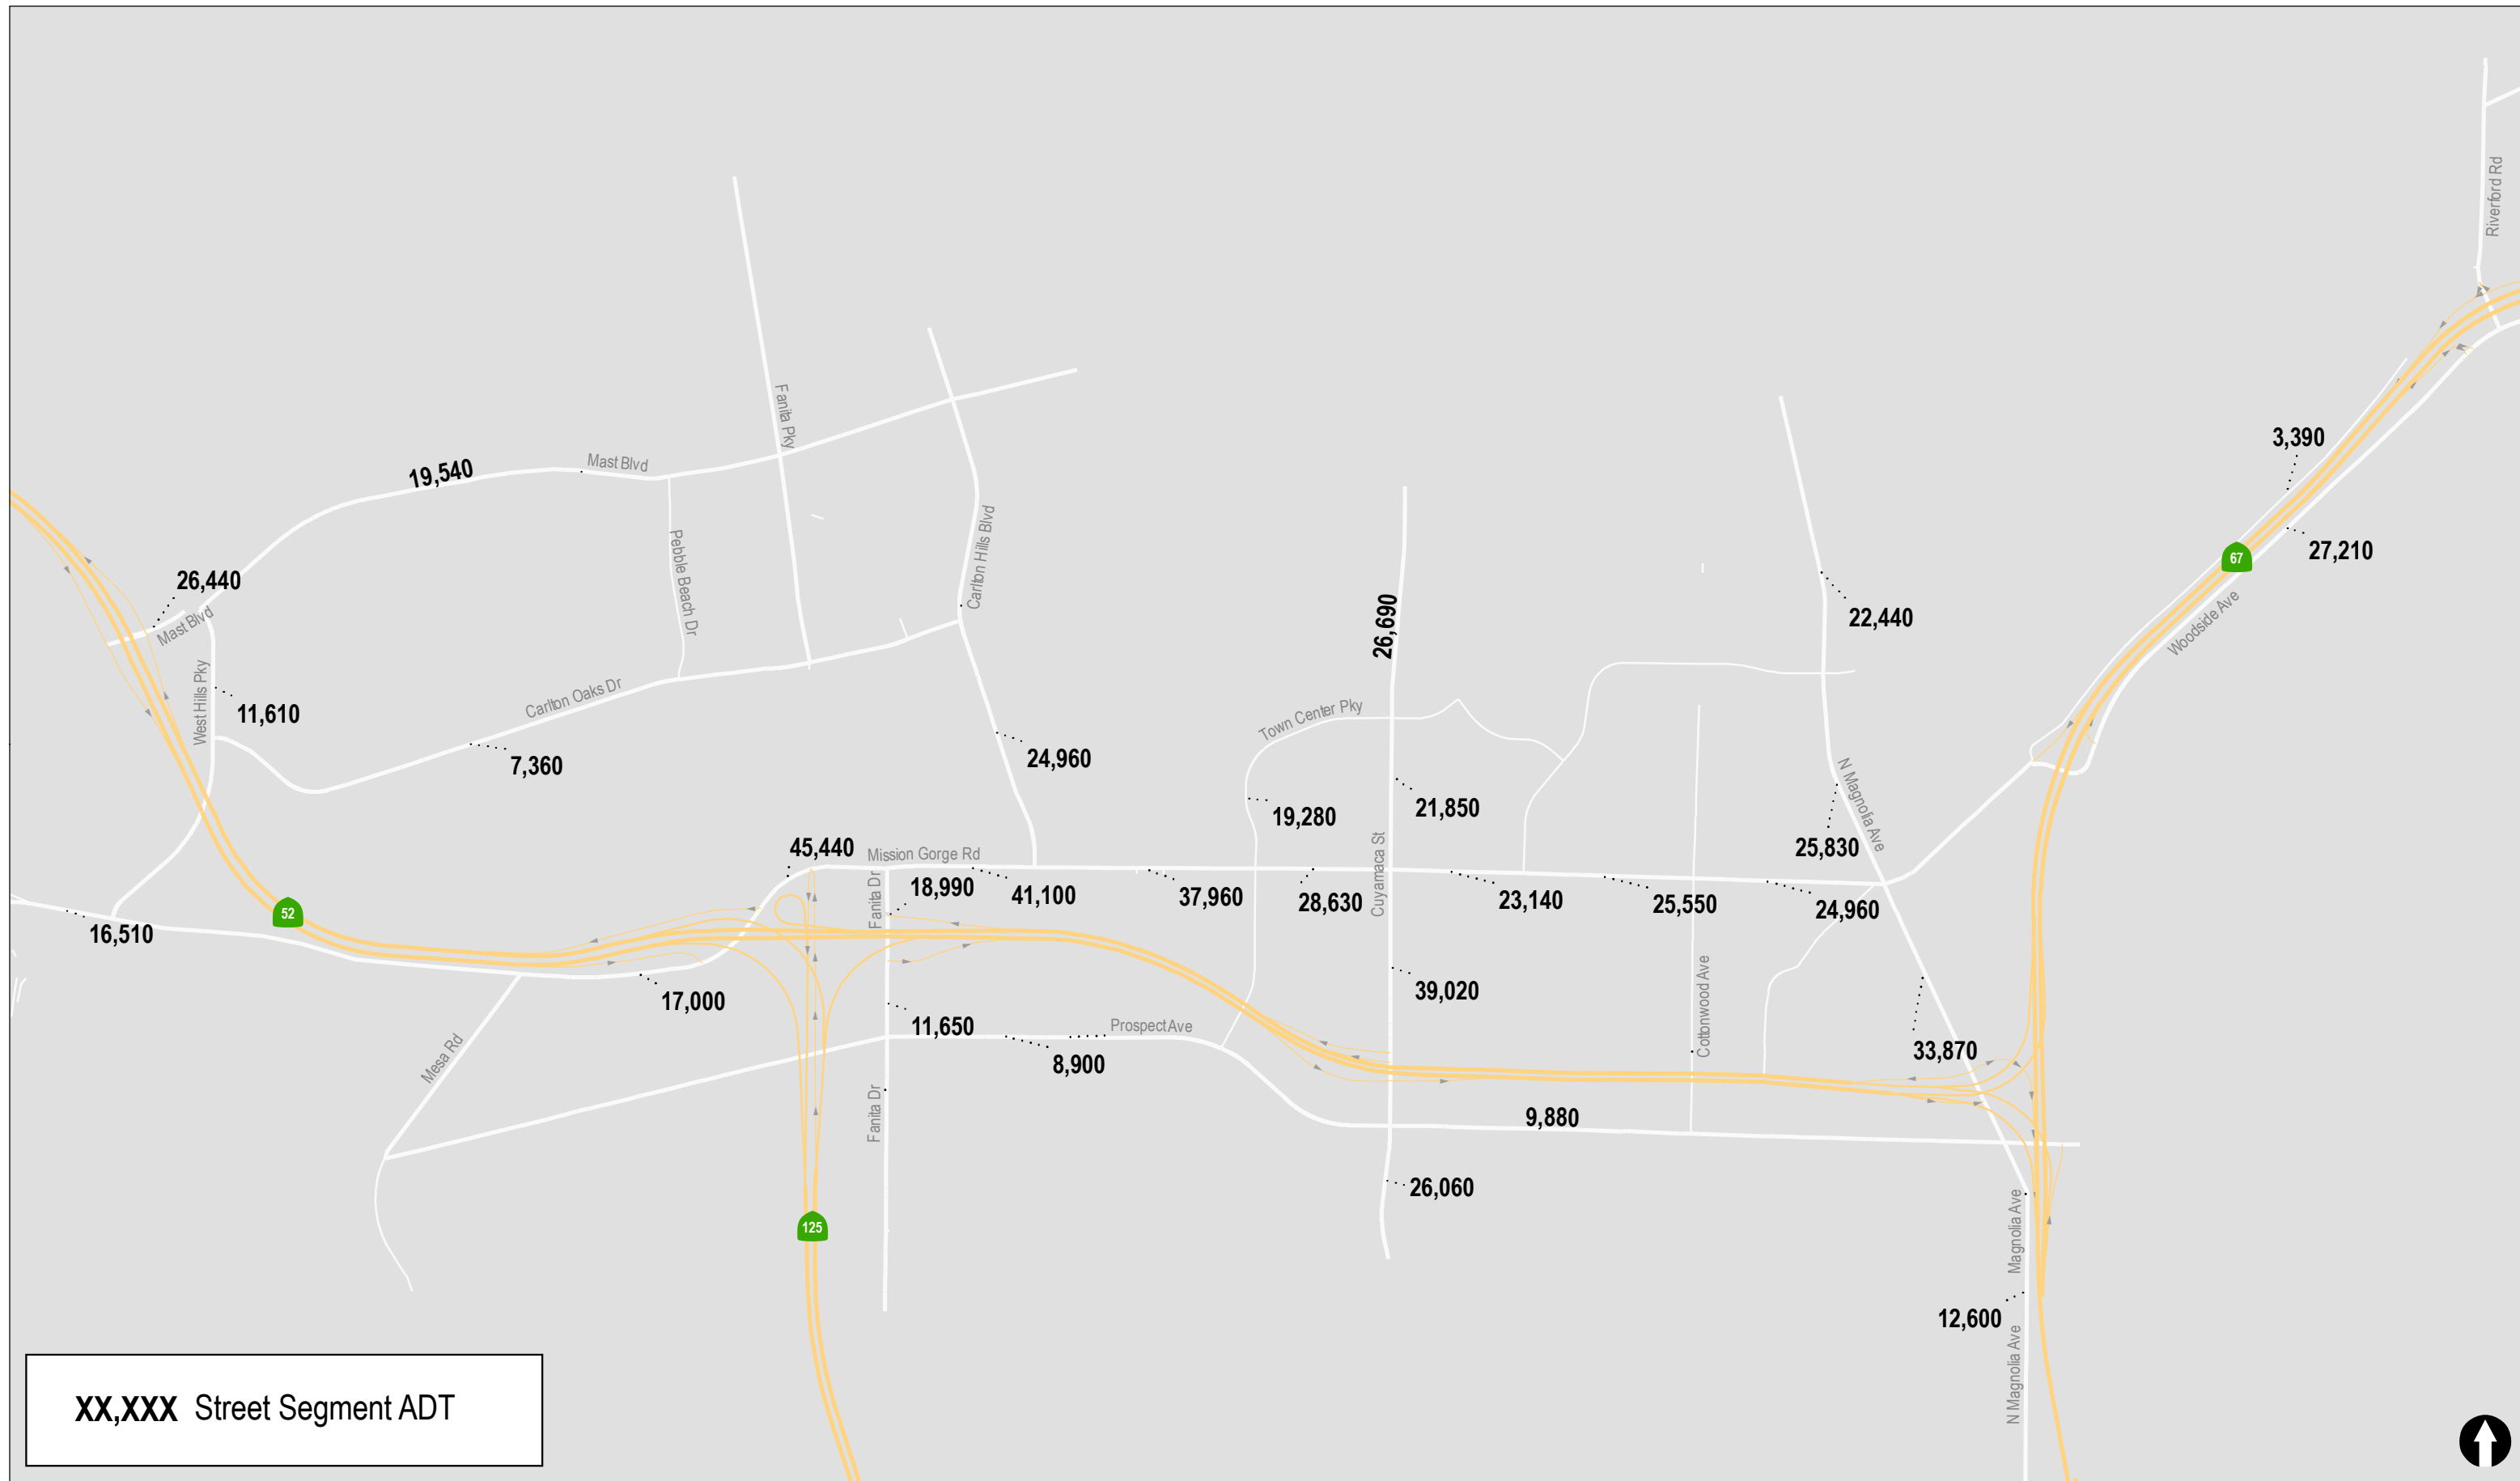 Riverford Rd
Fanita Pky
3,390
19,540
Mast Blvd
Carlton Hills Blvd
Pebble Beach Dr
27,210
67
26,440
Mast Blvd
26,690
22,440
Woodside Ave
West Hills Pky
11,610
Carlton Oaks Dr
7,360
24,960
Town Center Pky
19,280
21,850
N Magnolia Ave
25,830
45,440
Mission Gorge Rd
Fanita Dr
18,990
41,100
37,960
28,630
Cuyamaca St
23,140
25,550
24,960
52
16,510
17,000
39,020
Cottonwood Ave
11,650
Prospect Ave
8,900
33,870
Mesa Rd
Fanita Dr
9,880
26,060
125
Magnolia Ave
12,600
N Magnolia Ave
XX,XXX Street Segment ADT